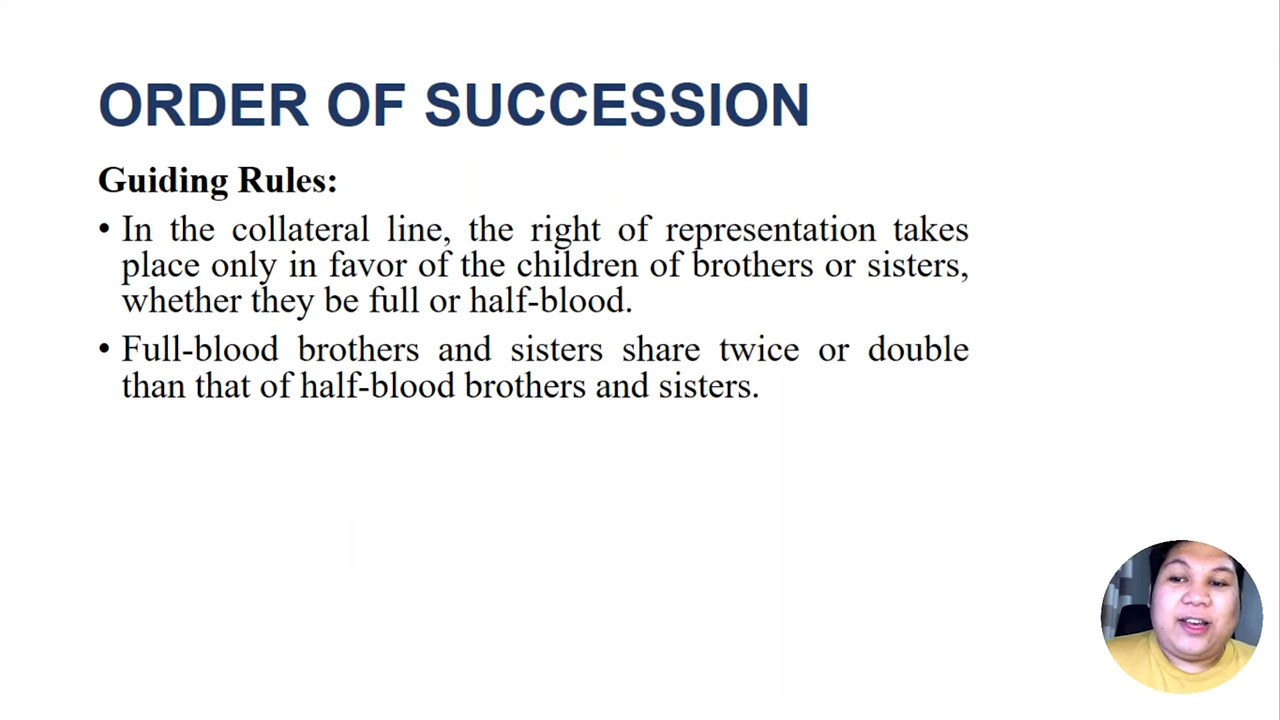 ORDER OF SUCCESSION
Guiding Rules:
• In the collateral line, the right of representation takes
place only in favor of the children of brothers or sisters,
whether they be full or half-blood.
• Full-blood brothers and sisters share twice or double
than that of half-blood brothers and sisters.